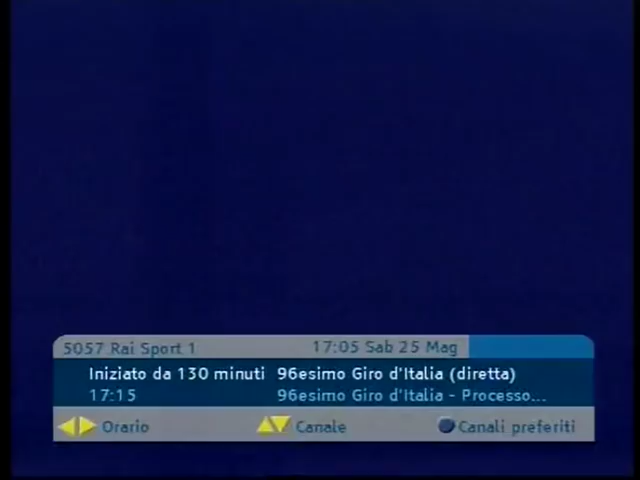 5057 Rai Sport 1 17:05 Sab 25 Mag
Iniziato da 130 minuti 96esimo Giro d'Italia (diretta)
17:15 96esimo Giro d'Italia - Processo...
Orario Canale Canali preferiti